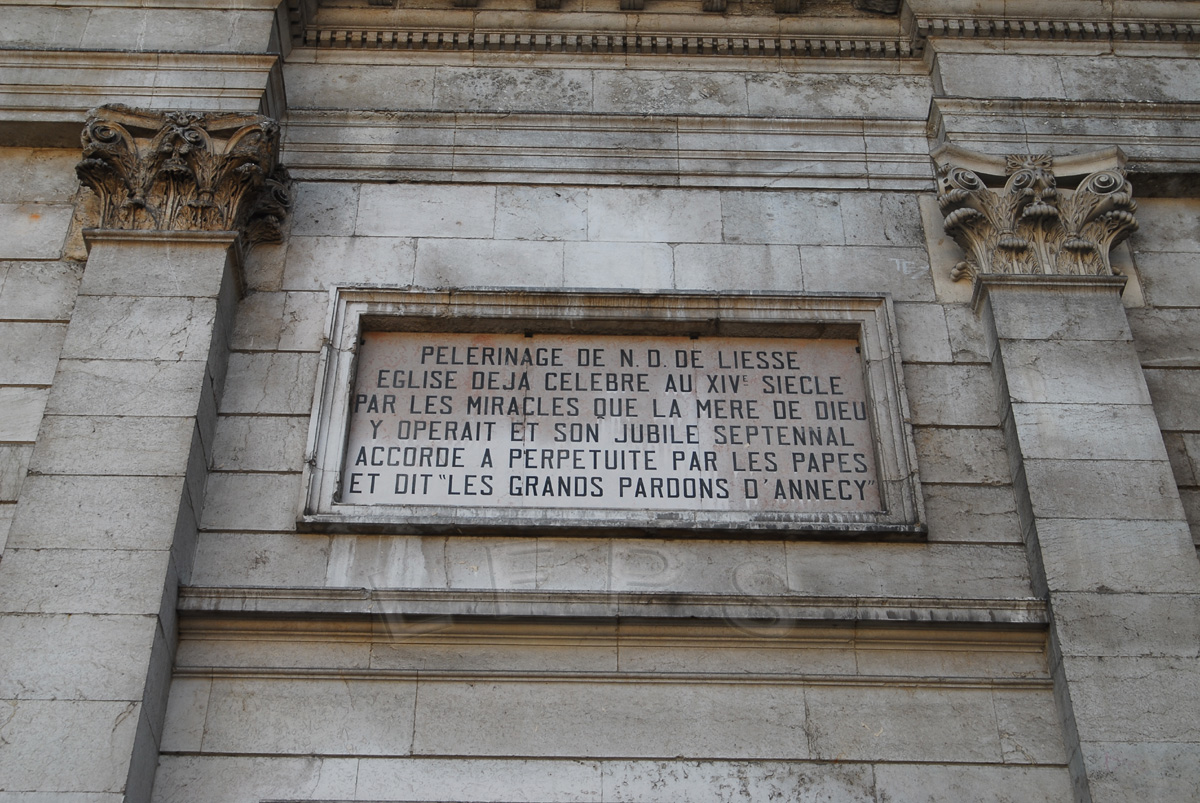 PELERINAGE DE N.D. DE LIESSE
EGLISE DEJA CELEBRE AU XIVE SIECLE
PAR LES MIRACLES QUE LA MERE DE DIEU
Y OPERAIT ET SON JUBILE SEPTENNAL
ACCORDE A PERPETUITE PAR LES PAPES
ET DIT "LES GRANDS PARDONS D'ANNECY"
LEPS